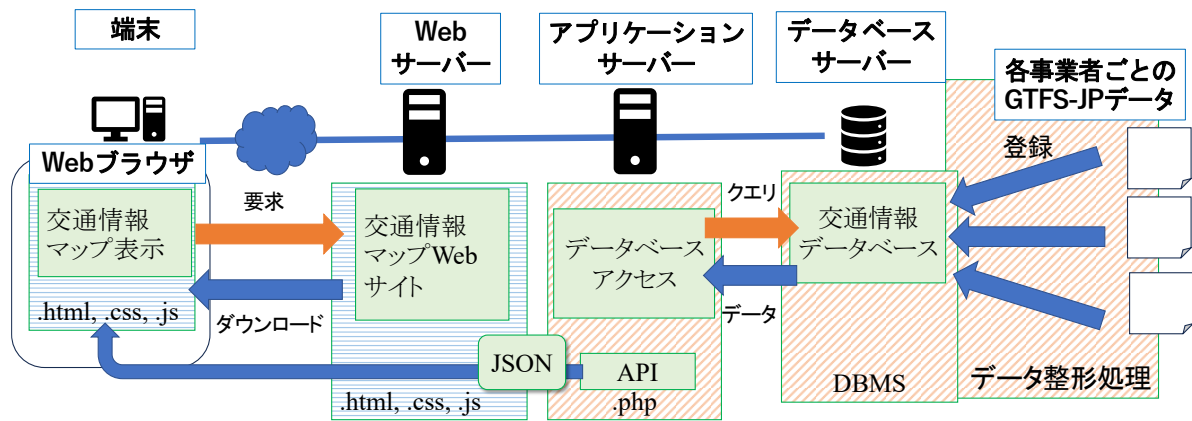 端末
Web
サーバー
アプリケーション
サーバー
データベース
サーバー
各事業者ごとの
GTFS-JPデータ
Webブラウザ
登録
要求
クエリ
交通情報
マップ表示
交通情報
マップWeb
サイト
データベース
アクセス
交通情報
データベース
.html, .css, .js
ダウンロード
データ
JSON
API
.html, .css, .js
.php
DBMS
データ整形処理